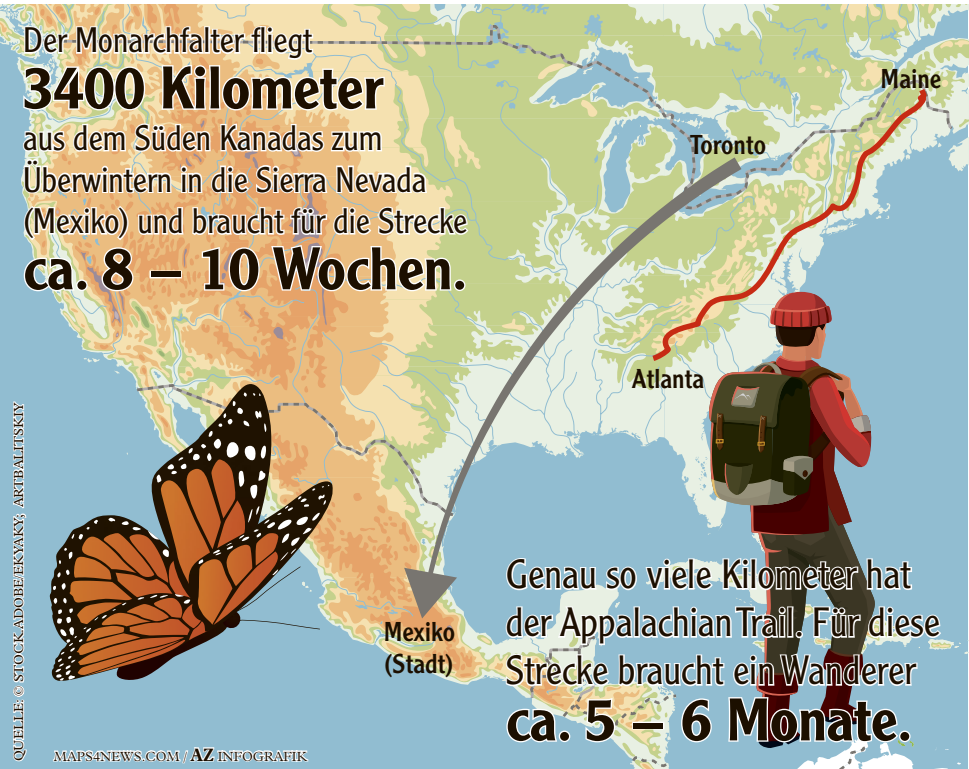 Der Monarchfalter fliegt
3400 Kilometer
aus dem Süden Kanadas zum
Überwintern in die Sierra Nevada
(Mexiko) und braucht für die Strecke
ca. 8 – 10 Wochen.
Maine
Toronto
Atlanta
Mexiko
(Stadt)
Genau so viele Kilometer hat
der Appalachian Trail. Für diese
Strecke braucht ein Wanderer
ca. 5 – 6 Monate.
QUELLE: © STOCK.ADOBE/EKYAKY; ARTBALITSKIY
MAPS4NEWS.COM / AZ INFOGRAFIK